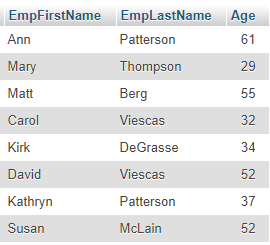 EmpFirstName EmpLastName Age
Ann Patterson 61
Mary Thompson 29
Matt Berg 55
Carol Viescas 32
Kirk DeGrasse 34
David Viescas 52
Kathryn Patterson 37
Susan McLain 52